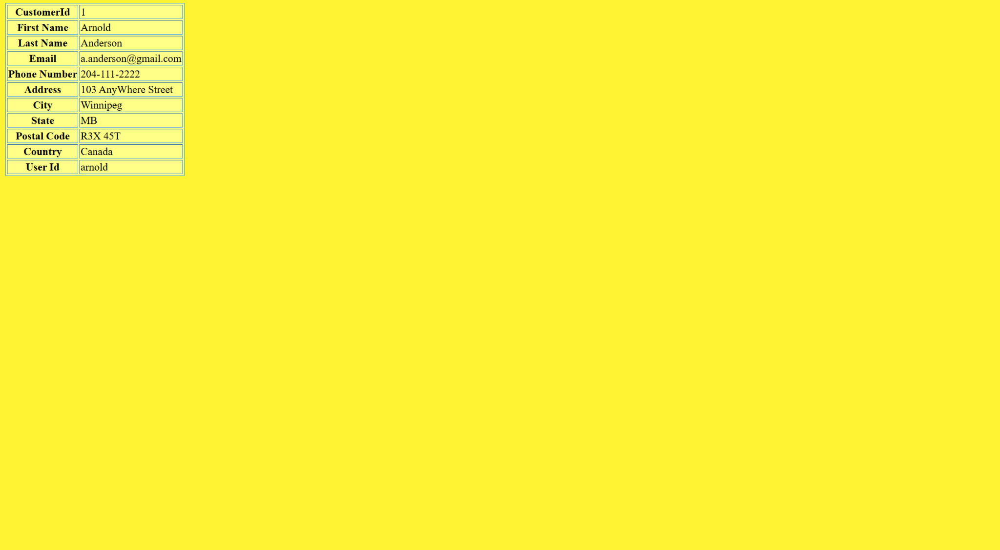 CustomerId 1
First Name Arnold
Last Name Anderson
Email a.anderson@gmail.com
Phone Number 204-111-2222
Address 103 AnyWhere Street
City Winnipeg
State MB
Postal Code R3X 45T
Country Canada
User Id arnold